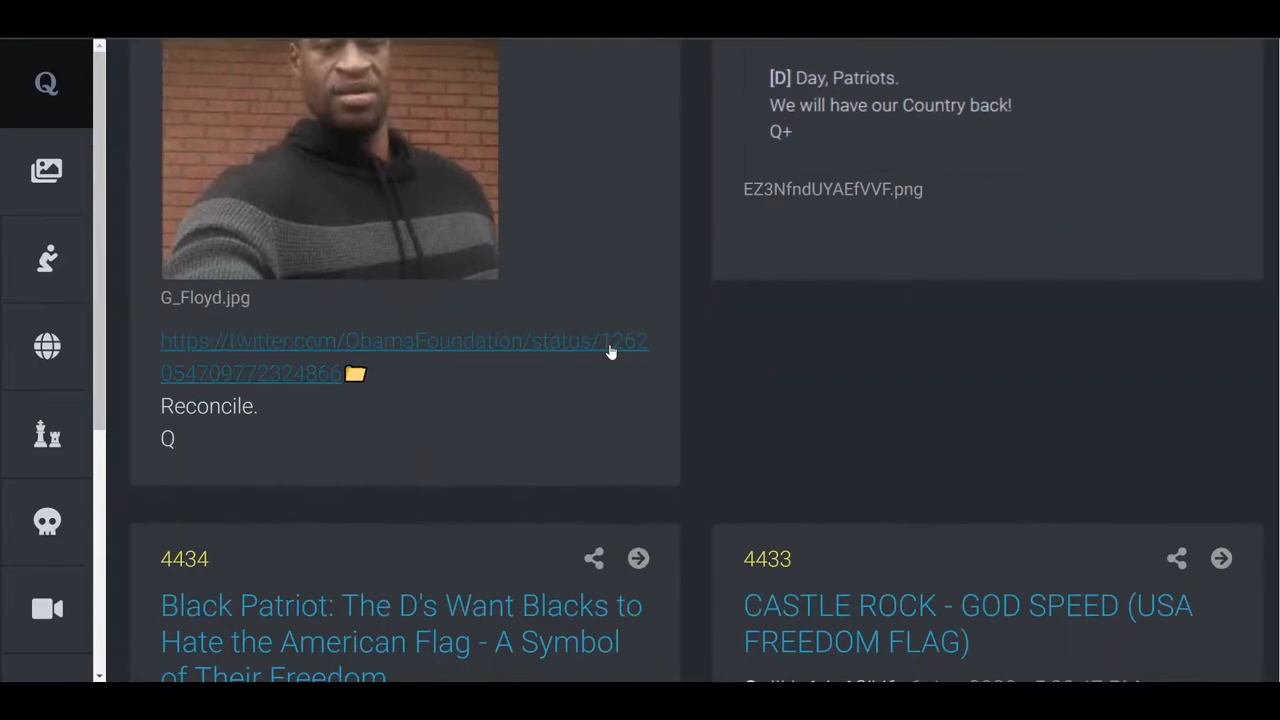 Q
[D] Day, Patriots.
We will have our Country back!
Q+
EZ3NfndUYAEfVVF.png
G_Floyd.jpg
https://twitter.com/ObamaFoundation/status/1262
054709772324866
Reconcile.
Q
4434
Black Patriot: The D's Want Blacks to
Hate the American Flag - A Symbol
of Their Freedom
4433
CASTLE ROCK - GOD SPEED (USA
FREEDOM FLAG)